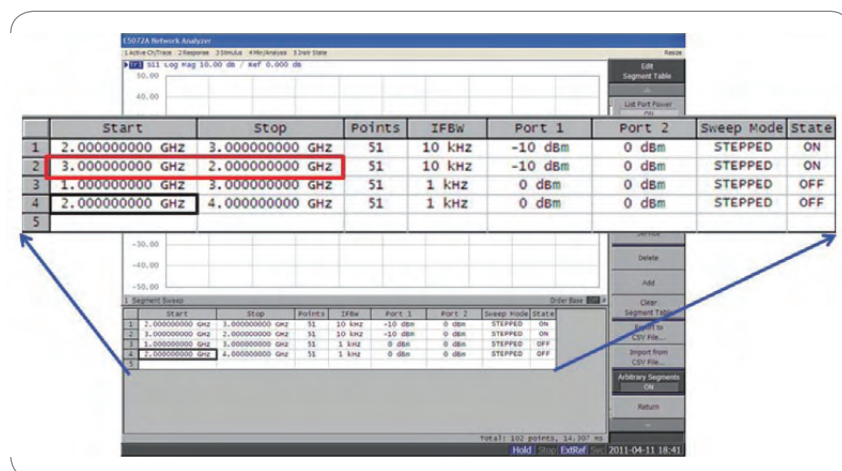 E5072A Network Analyzer
1 Active Ch/Trace 2 Response 3 Stimulus 4 Mkr/Analysis 5 Instr State
Resize
Tr1 S11 Log Mag 10.00 dB / Ref 0.000 dB
50.00
40.00
Edit
Segment Table
List Port Power
ON
Start Stop Points IFBW Port 1 Port 2 Sweep Mode State
1 2.000000000 GHz 3.000000000 GHz 51 10 kHz -10 dBm 0 dBm STEPPED ON
2 3.000000000 GHz 2.000000000 GHz 51 10 kHz -10 dBm 0 dBm STEPPED ON
3 1.000000000 GHz 3.000000000 GHz 51 1 kHz 0 dBm 0 dBm STEPPED OFF
4 2.000000000 GHz 4.000000000 GHz 51 1 kHz 0 dBm 0 dBm STEPPED OFF
5
-30.00
-40.00
-50.00
Delete
Add
Clear
Segment Table
Export to
CSV File...
Import from
CSV File...
Arbitrary Segments
ON
Return
1 Segment Sweep Order Base
Start Stop Points IFBW Port 1 Port 2 Sweep Mode State
1 2.000000000 GHz 3.000000000 GHz 51 10 kHz -10 dBm 0 dBm STEPPED ON
2 3.000000000 GHz 2.000000000 GHz 51 10 kHz -10 dBm 0 dBm STEPPED ON
3 1.000000000 GHz 3.000000000 GHz 51 1 kHz 0 dBm 0 dBm STEPPED OFF
4 2.000000000 GHz 4.000000000 GHz 51 1 kHz 0 dBm 0 dBm STEPPED OFF
5
Total: 102 points, 14.307 ms
Hold Stop ExtRef Svc 2011-04-11 18:41